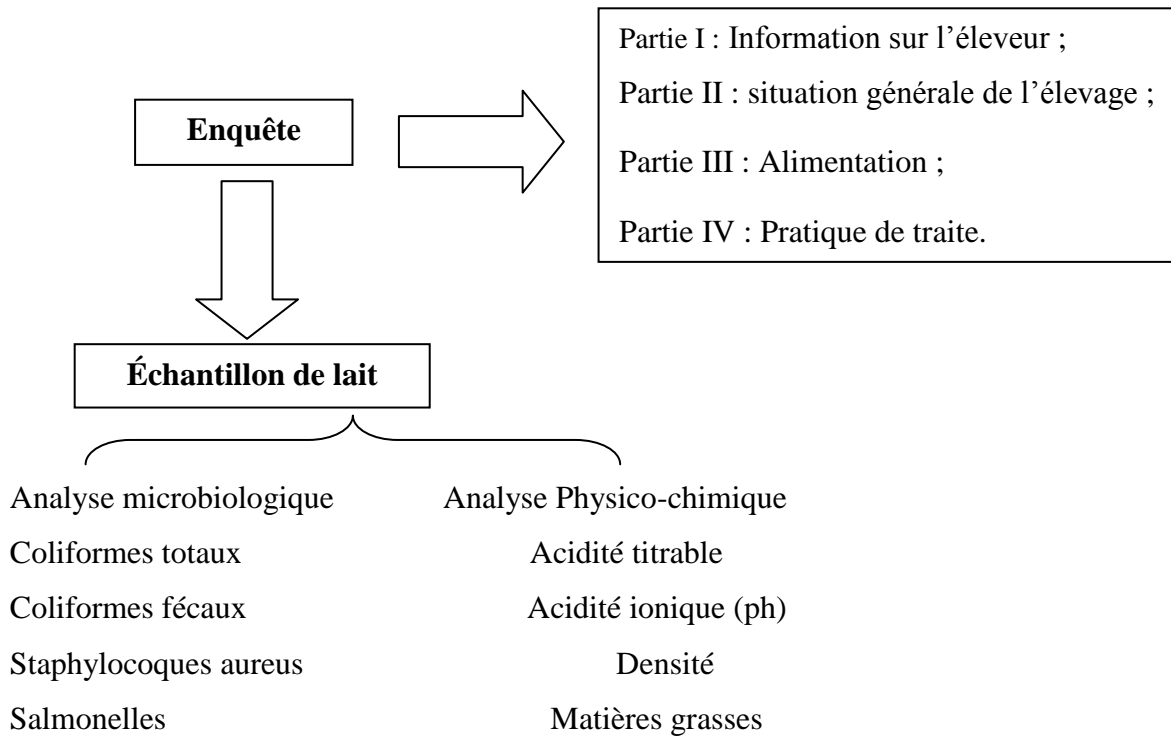 Partie I : Information sur l’éleveur ;
Partie II : situation générale de l’élevage ;
Enquête
Partie III : Alimentation ;
Partie IV : Pratique de traite.
Échantillon de lait
Analyse microbiologique
Analyse Physico-chimique
Coliformes totaux
Acidité titrable
Coliformes fécaux
Acidité ionique (ph)
Staphylocoques aureus
Densité
Salmonelles
Matières grasses